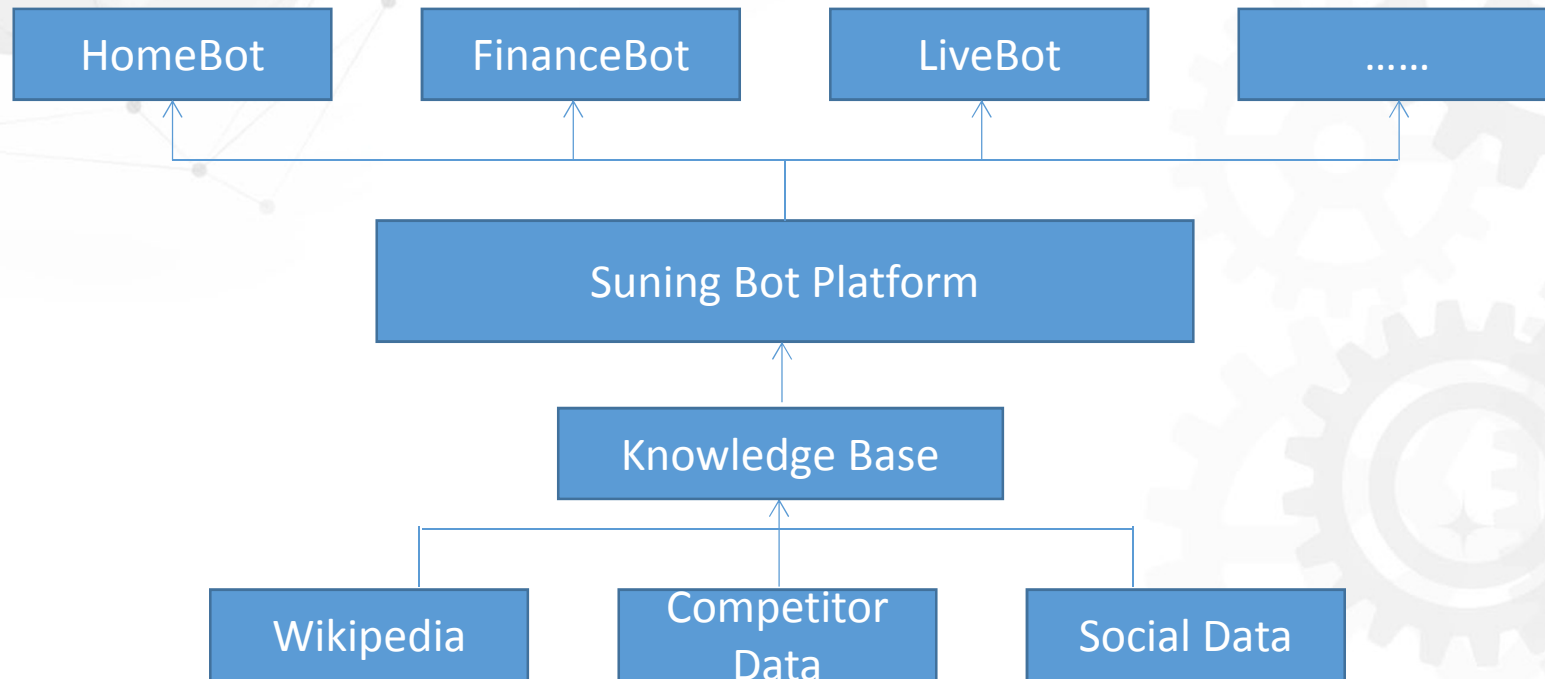 HomeBot
FinanceBot
LiveBot
……
Suning Bot Platform
Knowledge Base
Wikipedia
Competitor
Data
Social Data